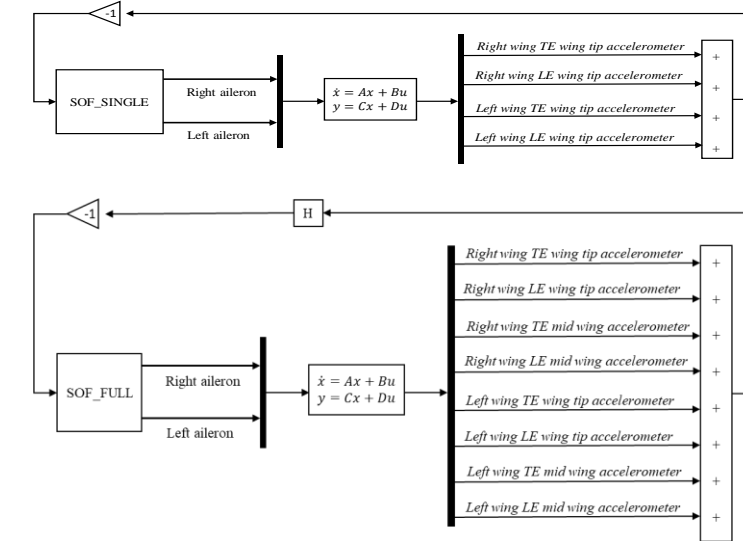 -1
Right wing TE wing tip accelerometer
+
Right wing LE wing tip accelerometer
+
SOF_SINGLE
Right aileron
ẋ = Ax + Bu
y = Cx + Du
Left wing TE wing tip accelerometer
+
Left aileron
Left wing LE wing tip accelerometer
+
-1
H
Right wing TE wing tip accelerometer
+
Right wing LE wing tip accelerometer
+
Right wing TE mid wing accelerometer
+
Right wing LE mid wing accelerometer
+
SOF_FULL
Right aileron
ẋ = Ax + Bu
y = Cx + Du
Left wing TE wing tip accelerometer
+
Left aileron
Left wing LE wing tip accelerometer
+
Left wing TE mid wing accelerometer
+
Left wing LE mid wing accelerometer
+